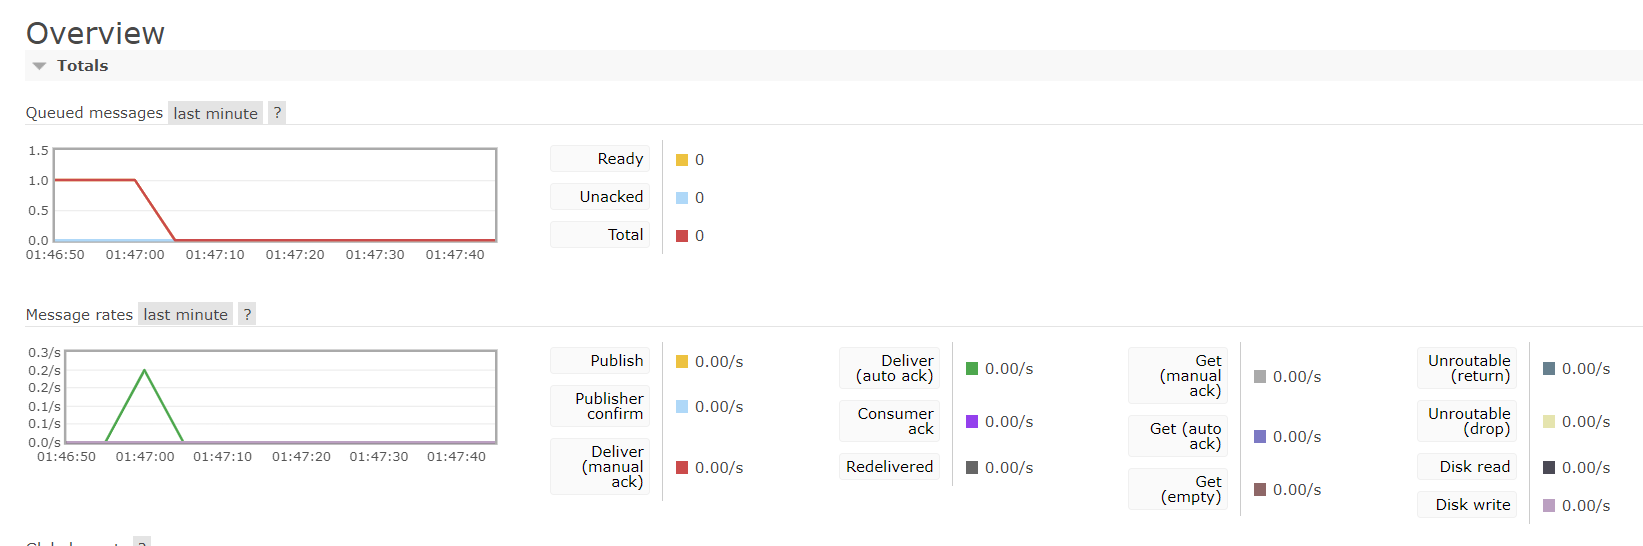 Overview
Totals
Queued messages last minute ?
1.5
1.0
0.5
0.0
01:46:50 01:47:00 01:47:10 01:47:20 01:47:30 01:47:40
Ready 0
Unacked 0
Total 0
Message rates last minute ?
0.3/s
0.2/s
0.2/s
0.1/s
0.1/s
0.0/s
01:46:50 01:47:00 01:47:10 01:47:20 01:47:30 01:47:40
Publish 0.00/s
Publisher
confirm 0.00/s
Deliver
(manual 0.00/s
ack)
Deliver
(auto ack) 0.00/s
Consumer
ack 0.00/s
Redelivered 0.00/s
Get
(manual 0.00/s
ack)
Get (auto
ack) 0.00/s
Get
(empty) 0.00/s
Unroutable
(return) 0.00/s
Unroutable
(drop) 0.00/s
Disk read 0.00/s
Disk write 0.00/s